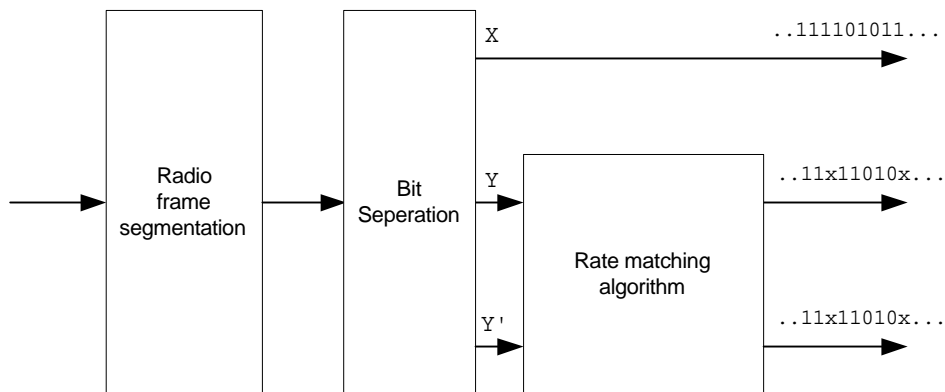 X
..111101011...
Radio
frame
segmentation
Bit
Seperation
Y
..11x11010x...
Rate matching
algorithm
Y'
..11x11010x...